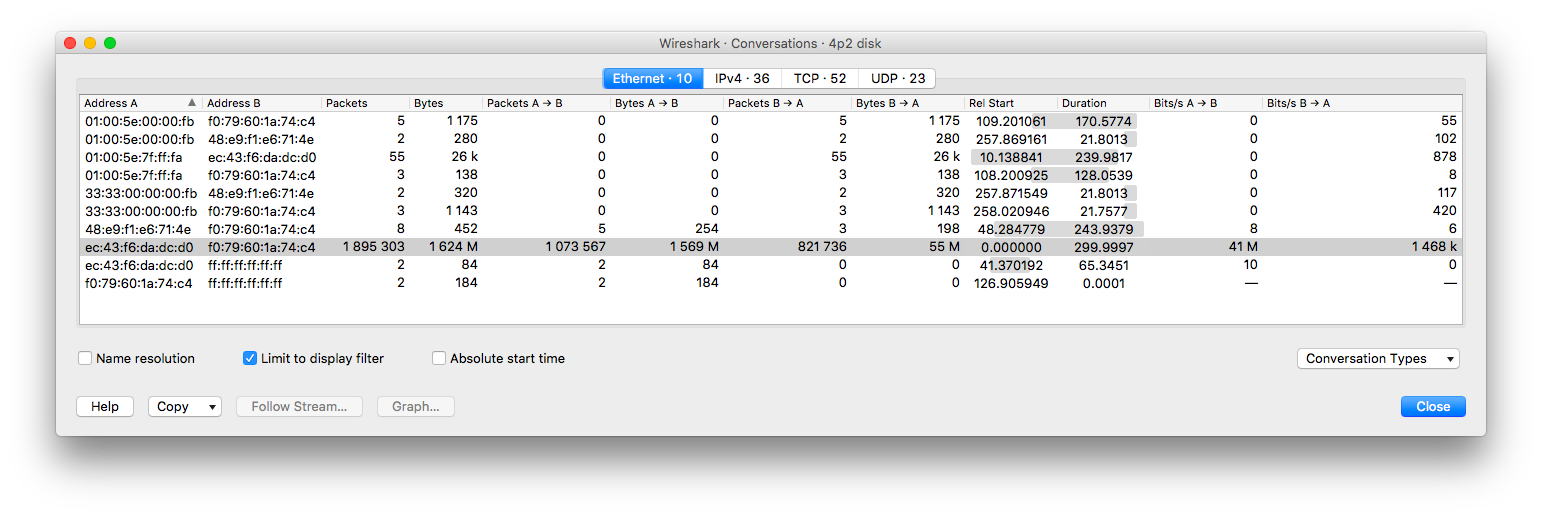 Wireshark · Conversations · 4p2 disk
Ethernet · 10 IPv4 · 36 TCP · 52 UDP · 23
Address A Address B Packets Bytes Packets A → B Bytes A → B Packets B → A Bytes B → A Rel Start Duration Bits/s A → B Bits/s B → A
01:00:5e:00:00:fb f0:79:60:1a:74:c4 5 1 175 0 0 5 1 175 109.201061 170.5774 0 55
01:00:5e:00:00:fb 48:e9:f1:e6:71:4e 2 280 0 0 2 280 257.869161 21.8013 0 102
01:00:5e:7f:ff:fa ec:43:f6:da:dc:d0 55 26 k 0 0 55 26 k 10.138841 239.9817 0 878
01:00:5e:7f:ff:fa f0:79:60:1a:74:c4 3 138 0 0 3 138 108.200925 128.0539 0 8
33:33:00:00:00:fb 48:e9:f1:e6:71:4e 2 320 0 0 2 320 257.871549 21.8013 0 117
33:33:00:00:00:fb f0:79:60:1a:74:c4 3 1 143 0 0 3 1 143 258.020946 21.7577 0 420
48:e9:f1:e6:71:4e f0:79:60:1a:74:c4 8 452 5 254 3 198 48.284779 243.9379 8 6
ec:43:f6:da:dc:d0 f0:79:60:1a:74:c4 1 895 303 1 624 M 1 073 567 1 569 M 821 736 55 M 0.000000 299.9997 41 M 1 468 k
ec:43:f6:da:dc:d0 ff:ff:ff:ff:ff:ff 2 84 2 84 0 0 41.370192 65.3451 10 0
f0:79:60:1a:74:c4 ff:ff:ff:ff:ff:ff 2 184 2 184 0 0 126.905949 0.0001 — —
Name resolution Limit to display filter Absolute start time Conversation Types
Help Copy Follow Stream... Graph... Close